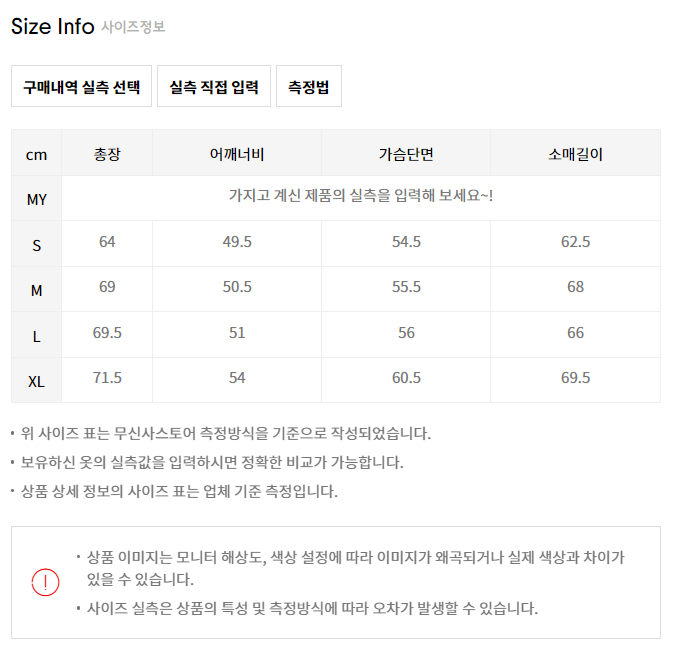 Size Info 사이즈정보
구매내역 실측 선택 실측 직접 입력 측정법
cm 총장 어깨너비 가슴단면 소매길이
MY 가지고 계신 제품의 실측을 입력해 보세요~!
S 64 49.5 54.5 62.5
M 69 50.5 55.5 68
L 69.5 51 56 66
XL 71.5 54 60.5 69.5
• 위 사이즈 표는 무신사스토어 측정방식을 기준으로 작성되었습니다.
• 보유하신 옷의 실측값을 입력하시면 정확한 비교가 가능합니다.
• 상품 상세 정보의 사이즈 표는 업체 기준 측정입니다.
• 상품 이미지는 모니터 해상도, 색상 설정에 따라 이미지가 왜곡되거나 실제 색상과 차이가
있을 수 있습니다.
• 사이즈 실측은 상품의 특성 및 측정방식에 따라 오차가 발생할 수 있습니다.